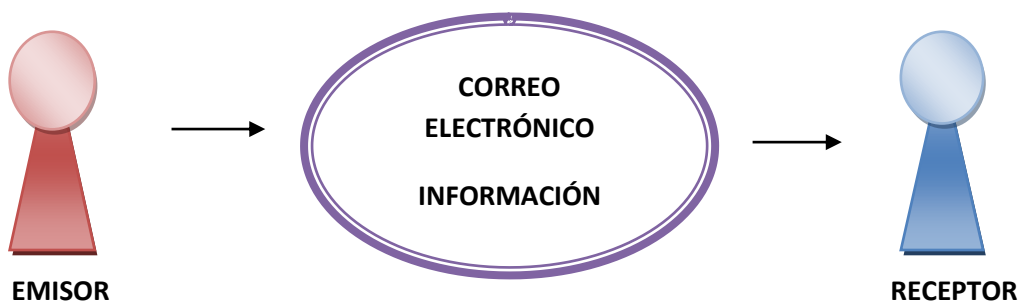 CORREO
ELECTRÓNICO
INFORMACIÓN
EMISOR
RECEPTOR